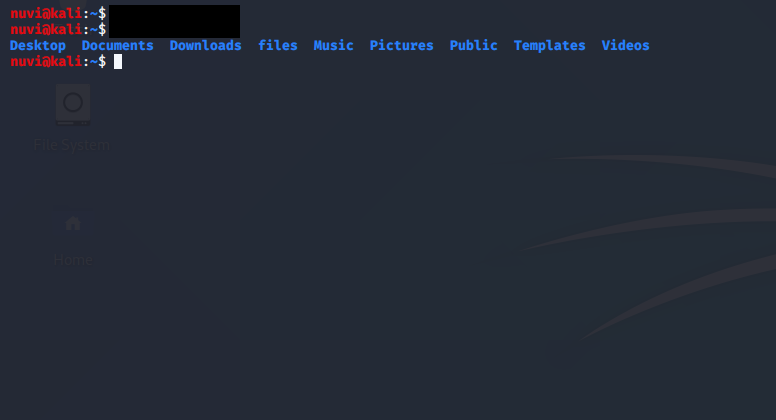 nuvi@kali:~$
nuvi@kali:~$
Desktop Documents Downloads files Music Pictures Public Templates Videos
nuvi@kali:~$
File System
Home